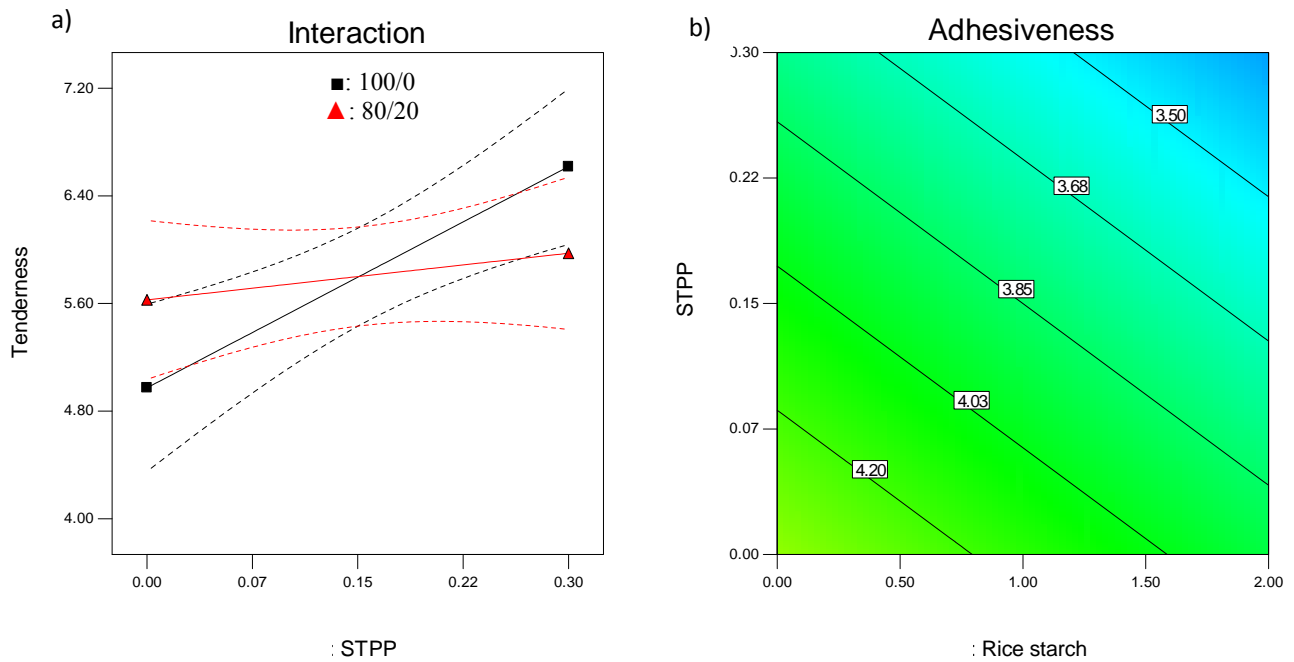 a)
Interaction
■: 100/0
▲: 80/20
7.20
6.40
5.60
4.80
4.00
Tenderness
0.00 0.07 0.15 0.22 0.30
: STPP
b)
Adhesiveness
0.30
0.22
0.15
0.07
0.00
STPP
3.50
3.68
3.85
4.03
4.20
0.00 0.50 1.00 1.50 2.00
: Rice starch